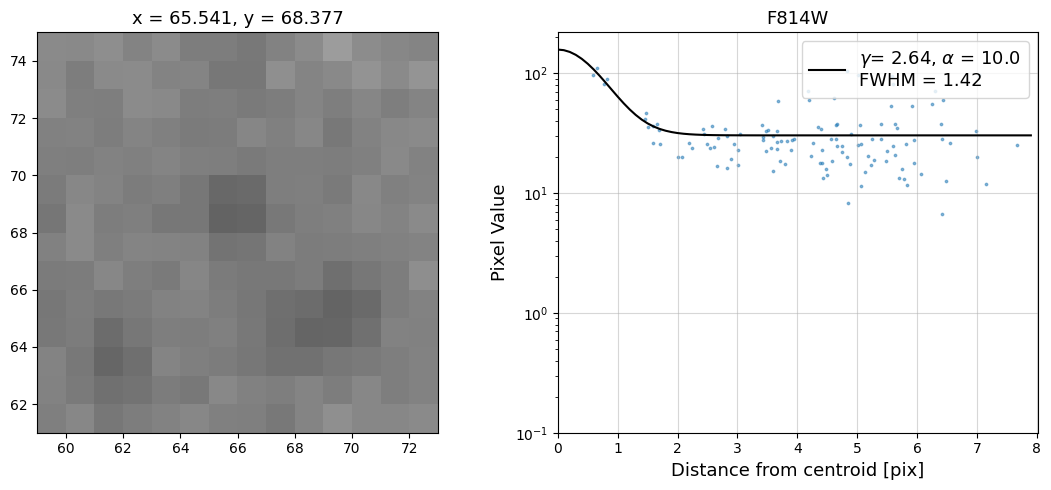 x = 65.541, y = 68.377
74
72
70
68
66
64
62
60 62 64 66 68 70 72
F814W
γ= 2.64, α = 10.0
FWHM = 1.42
Pixel Value
10²
10¹
10⁰
10⁻¹
0 1 2 3 4 5 6 7 8
Distance from centroid [pix]